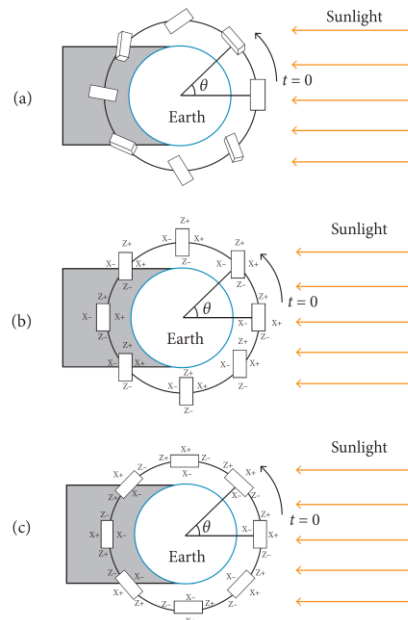 Sunlight
t = 0
(a)
θ
Earth
Z+
X− X+
Z−
Sunlight
Z+ Z+
X− X+ X− X+
Z− Z−
t = 0
Z+ Z+
(b) X− X+ θ X− X+
Z− Earth Z−
Z+ Z+
X− X+ X− X+
Z− Z+ Z−
X− X+
Z−
Sunlight
X+
X−
t = 0
(c) X+ X− θ X− X+
Earth